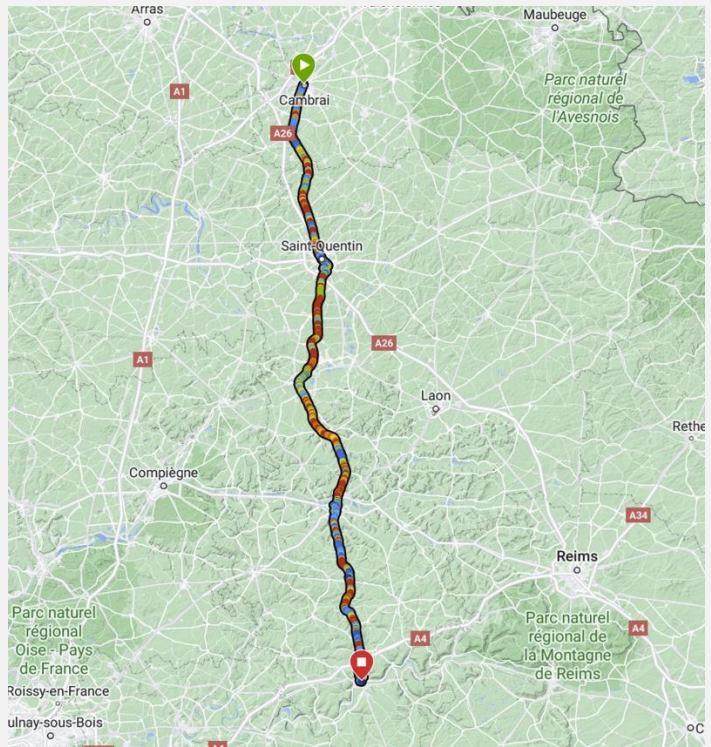 Arras
Maubeuge
A1
Parc naturel
régional de
l'Avesnois
Cambrai
A26
Saint-Quentin
A26
A1
Laon
Rethe
Compiègne
A34
Reims
Parc naturel
régional
Oise - Pays
de France
Parc naturel
régional de
la Montagne
de Reims
A4
A4
Roissy-en-France
ulnay-sous-Bois